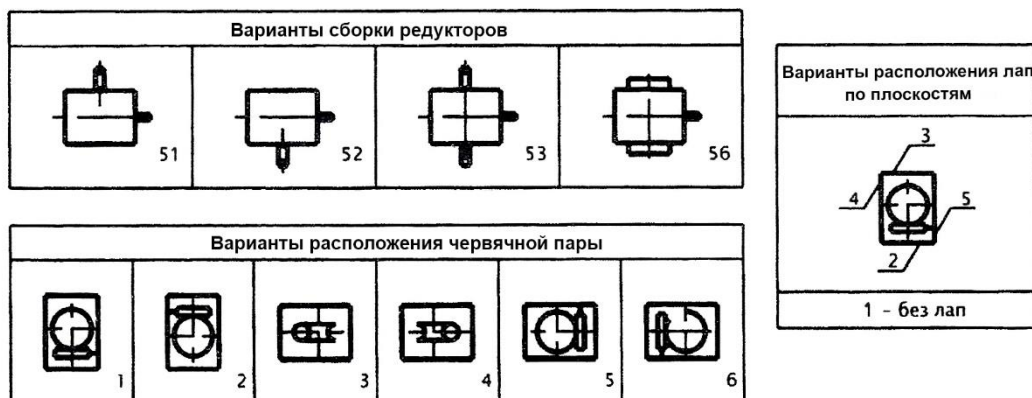 Варианты сборки редукторов
51 52 53 56
Варианты расположения червячной пары
1 2 3 4 5 6
Варианты расположения лап
по плоскостям
3
4 5
2
1 - без лап